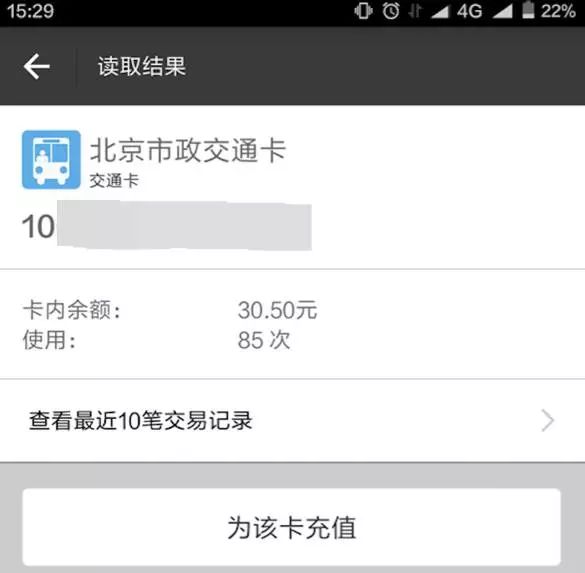 15:29 4G 22%
读取结果
北京市政交通卡
交通卡
10
卡内余额: 30.50元
使用: 85 次
查看最近10笔交易记录
为该卡充值